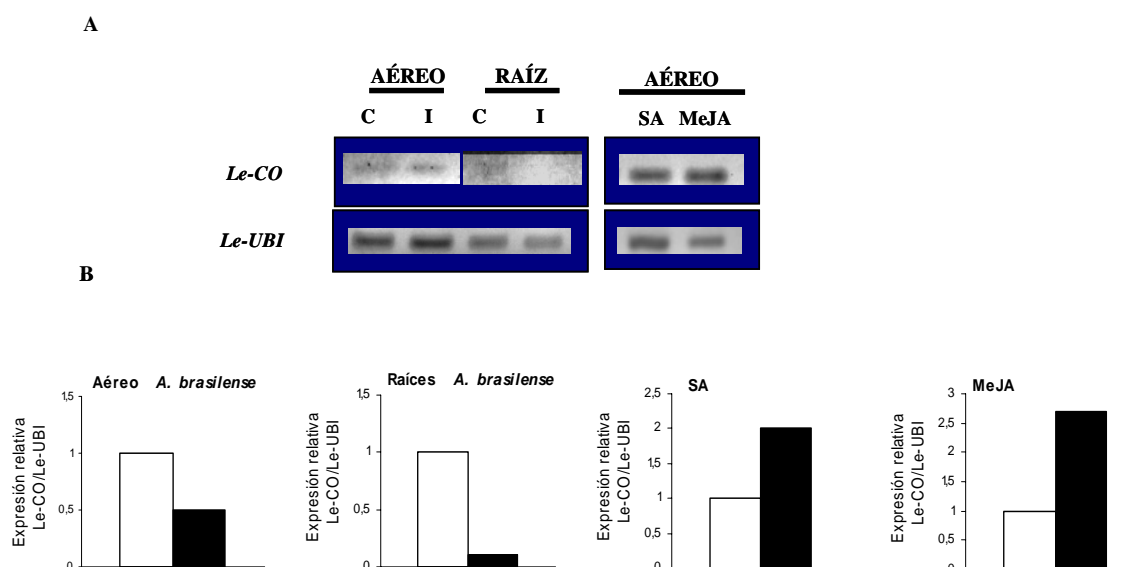 A
AÉREO RAÍZ AÉREO
C I C I SA MeJA
Le-CO
Le-UBI
B
Aéreo A. brasilense
Expresión relativa
Le-CO/Le-UBI
1,5
1
0,5
0
Raíces A. brasilense
Expresión relativa
Le-CO/Le-UBI
1,5
1
0,5
0
SA
Expresión relativa
Le-CO/Le-UBI
2,5
2
1,5
1
0,5
0
MeJA
Expresión relativa
Le-CO/Le-UBI
3
2,5
2
1,5
1
0,5
0